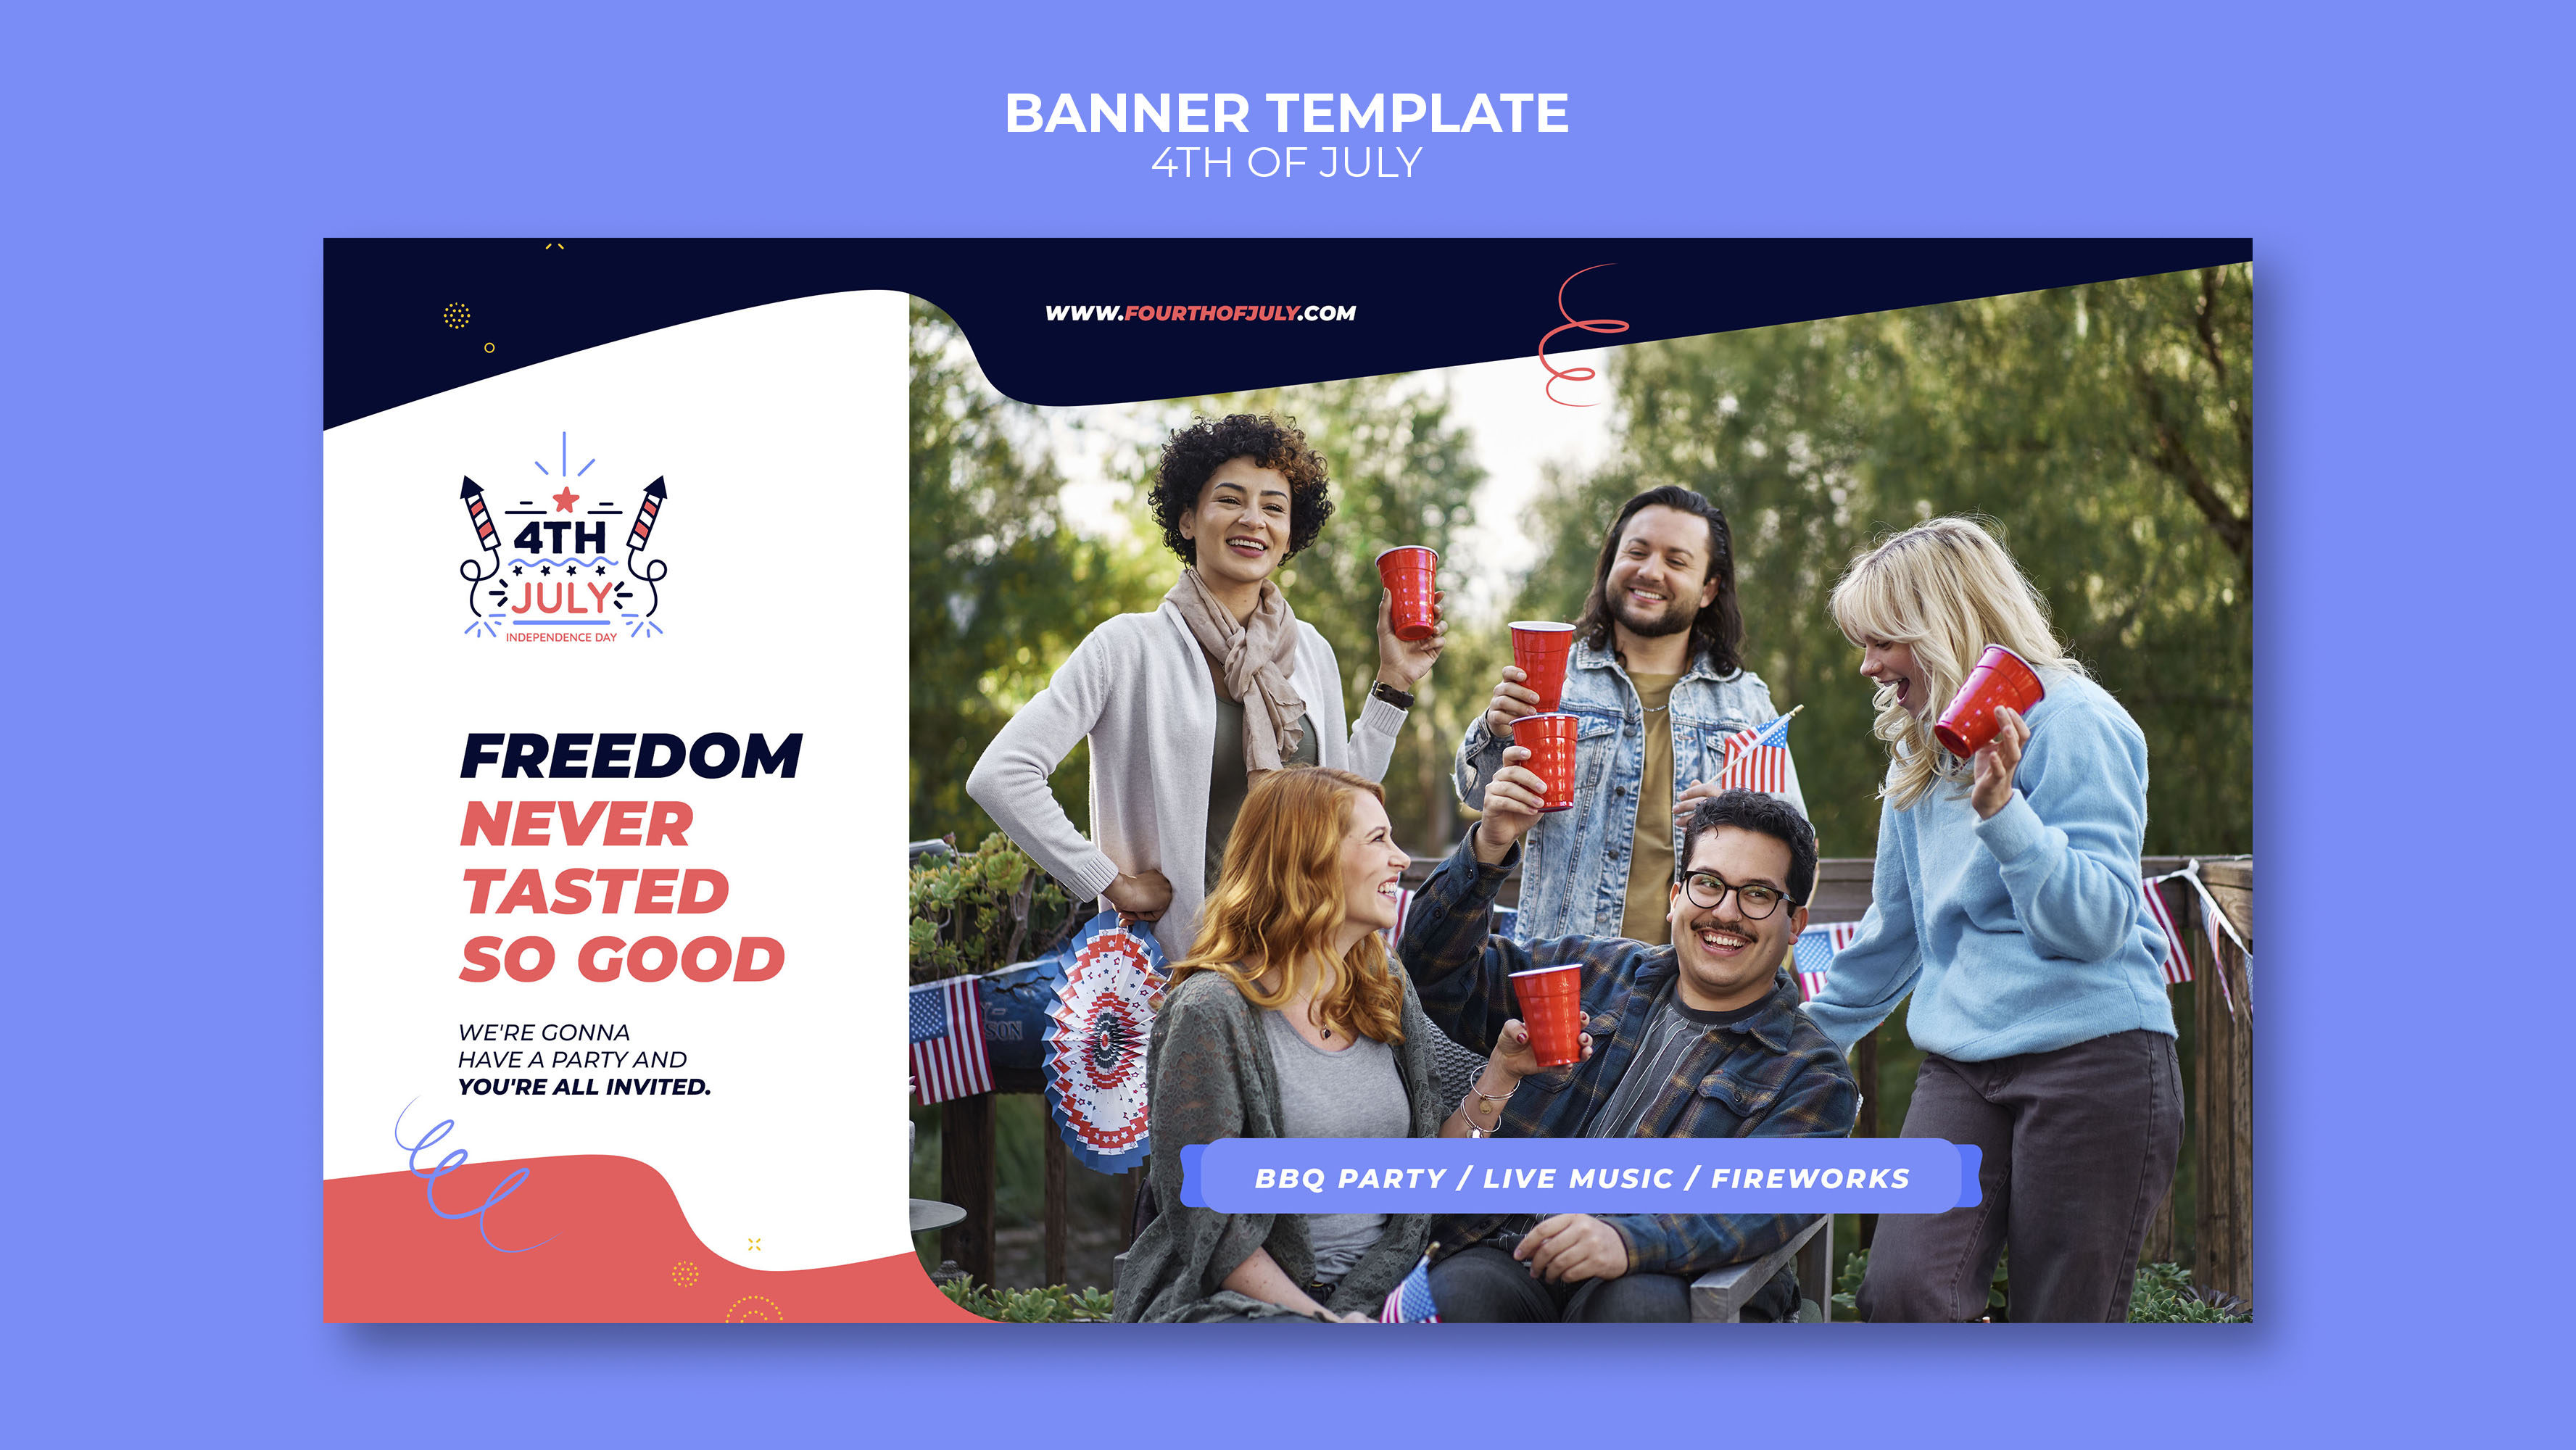 BANNER TEMPLATE
4TH OF JULY
WWW.FOURTHOFJULY.COM
4TH
JULY
INDEPENDENCE DAY
FREEDOM
NEVER
TASTED
SO GOOD
WE'RE GONNA
HAVE A PARTY AND
YOU'RE ALL INVITED.
BBQ PARTY / LIVE MUSIC / FIREWORKS